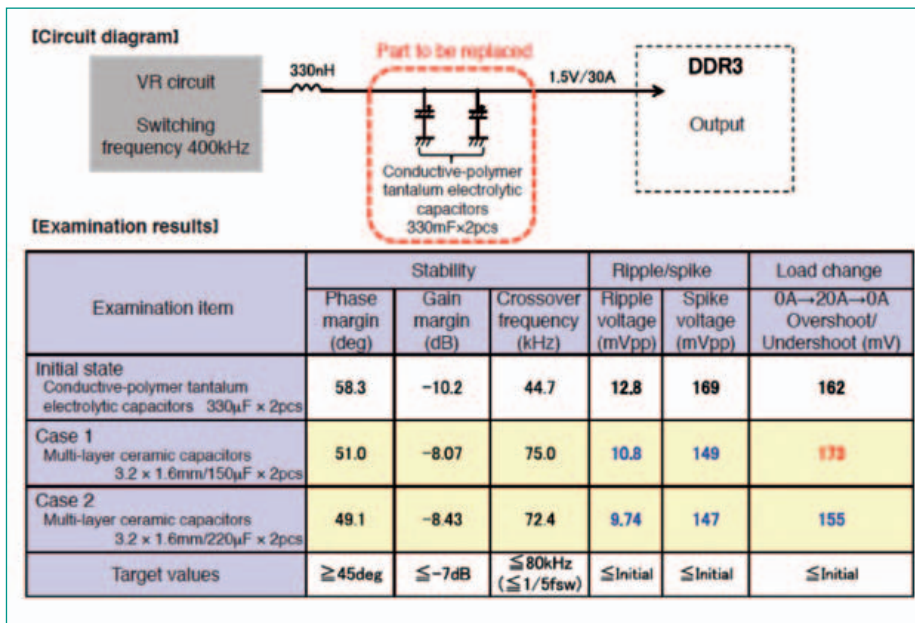 [Circuit diagram]
Part to be replaced
VR circuit
Switching
frequency 400kHz
330nH
1.5V/30A
DDR3
Output
Conductive-polymer
tantalum electrolytic
capacitors
330mF×2pcs
[Examination results]
Examination item
Stability
Ripple/spike
Load change
Phase
margin
(deg)
Gain
margin
(dB)
Crossover
frequency
(kHz)
Ripple
voltage
(mVpp)
Spike
voltage
(mVpp)
0A→20A→0A
Overshoot/
Undershoot (mV)
Initial state
Conductive-polymer tantalum
electrolytic capacitors 330μF × 2pcs
58.3
−10.2
44.7
12.8
169
162
Case 1
Multi-layer ceramic capacitors
3.2 × 1.6mm/150μF × 2pcs
51.0
−8.07
75.0
10.8
149
173
Case 2
Multi-layer ceramic capacitors
3.2 × 1.6mm/220μF × 2pcs
49.1
−8.43
72.4
9.74
147
155
Target values
≧45deg
≦−7dB
≦80kHz
(≦1/5fsw)
≦Initial
≦Initial
≦Initial